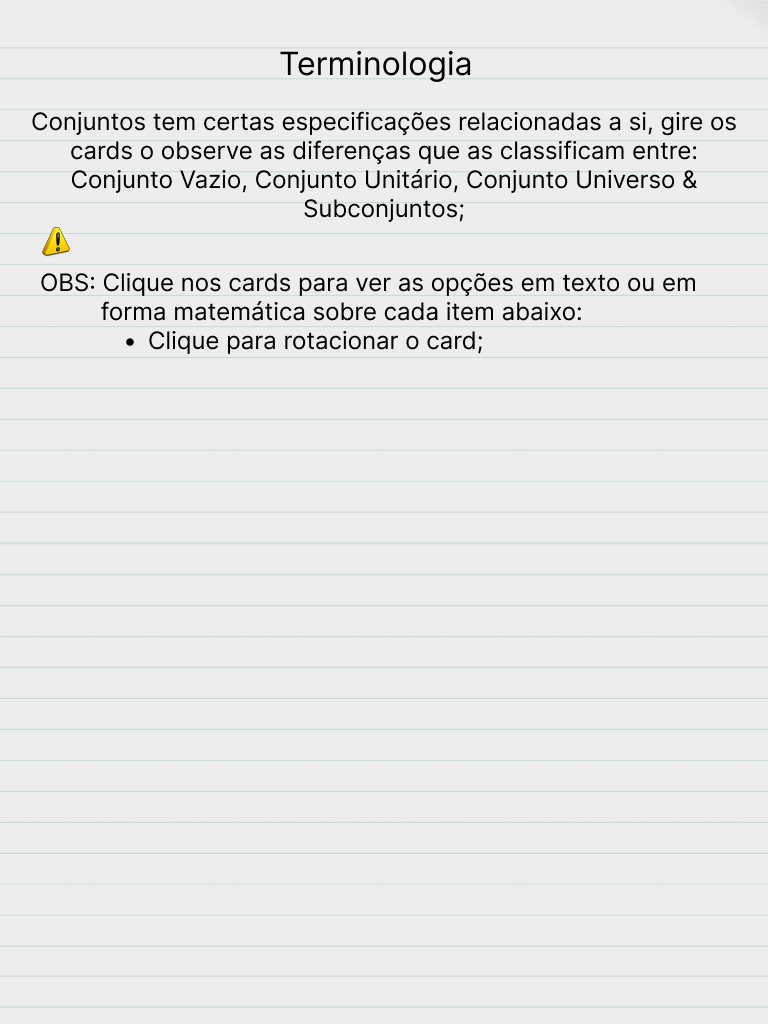 Terminologia
Conjuntos tem certas especificações relacionadas a si, gire os
cards o observe as diferenças que as classificam entre:
Conjunto Vazio, Conjunto Unitário, Conjunto Universo &
Subconjuntos;
⚠️
OBS: Clique nos cards para ver as opções em texto ou em
forma matemática sobre cada item abaixo:
• Clique para rotacionar o card;